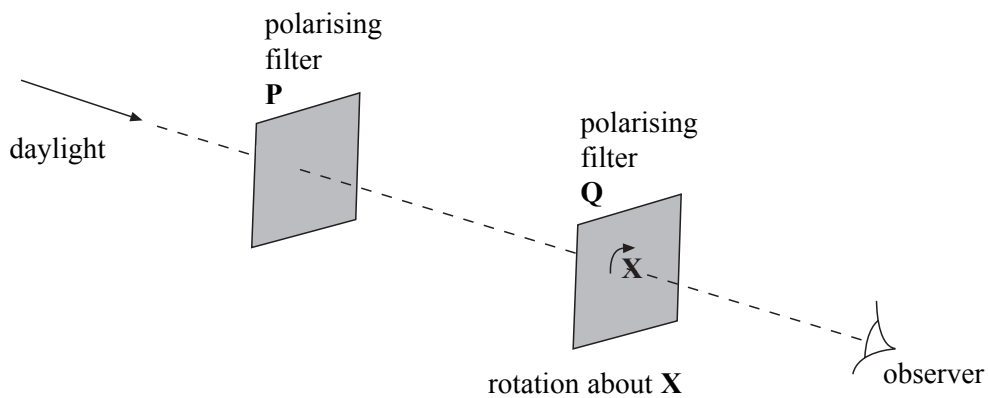 polarising
filter
P
daylight
polarising
filter
Q
X
rotation about X
observer